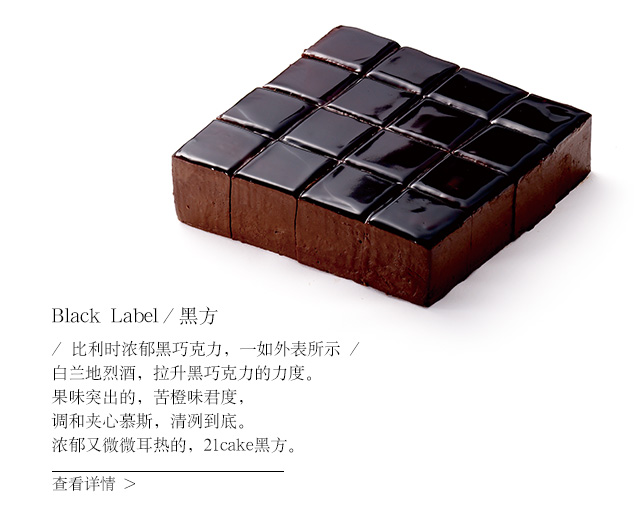 Black Label / 黑方
/ 比利时浓郁黑巧克力，一如外表所示 /
白兰地烈酒，拉升黑巧克力的力度。
果味突出的，苦橙味君度，
调和夹心慕斯，清冽到底。
浓郁又微微耳热的，21cake黑方。
查看详情 >